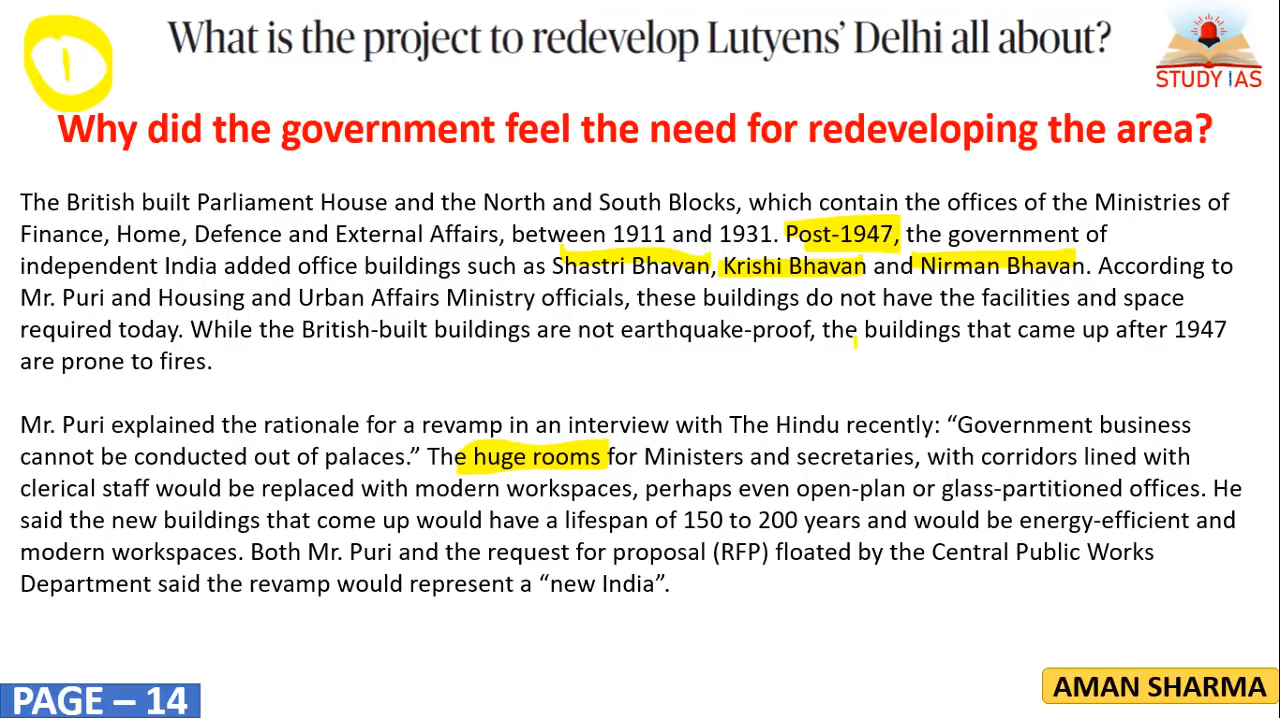 1
What is the project to redevelop Lutyens’ Delhi all about?
STUDY IAS
Why did the government feel the need for redeveloping the area?
The British built Parliament House and the North and South Blocks, which contain the offices of the Ministries of
Finance, Home, Defence and External Affairs, between 1911 and 1931. Post-1947, the government of
independent India added office buildings such as Shastri Bhavan, Krishi Bhavan and Nirman Bhavan. According to
Mr. Puri and Housing and Urban Affairs Ministry officials, these buildings do not have the facilities and space
required today. While the British-built buildings are not earthquake-proof, the buildings that came up after 1947
are prone to fires.
Mr. Puri explained the rationale for a revamp in an interview with The Hindu recently: “Government business
cannot be conducted out of palaces.” The huge rooms for Ministers and secretaries, with corridors lined with
clerical staff would be replaced with modern workspaces, perhaps even open-plan or glass-partitioned offices. He
said the new buildings that come up would have a lifespan of 150 to 200 years and would be energy-efficient and
modern workspaces. Both Mr. Puri and the request for proposal (RFP) floated by the Central Public Works
Department said the revamp would represent a “new India”.
PAGE – 14
AMAN SHARMA